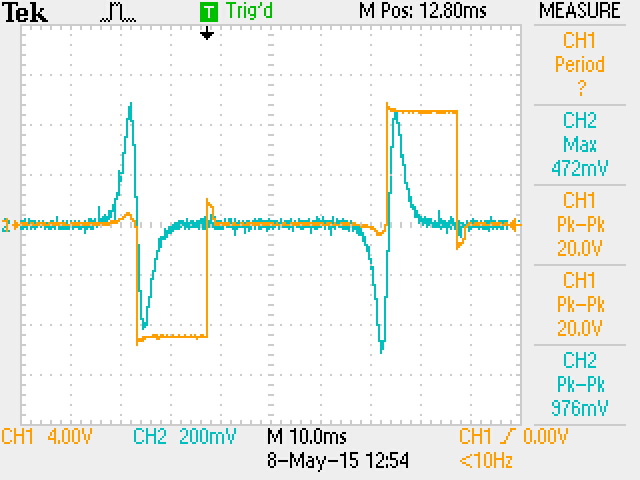 Tek T Trig'd M Pos: 12.80ms MEASURE
CH1
Period
?
CH2
Max
472mV
CH1
Pk-Pk
20.0V
CH1
Pk-Pk
20.0V
CH2
Pk-Pk
976mV
CH1 4.00V CH2 200mV M 10.0ms CH1 0.00V
8-May-15 12:54 <10Hz